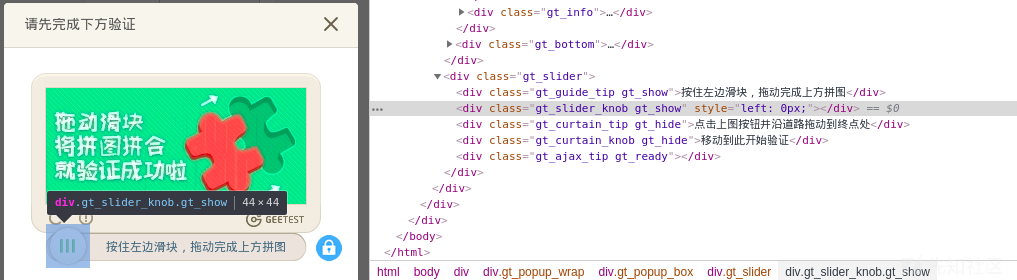 请先完成下方验证
拖动滑块
将拼图拼合
就验证成功啦
GEETEST
div.gt_slider_knob.gt_show 44×44
按住左边滑块，拖动完成上方拼图
<div class="gt_info">…</div>
</div>
<div class="gt_bottom">…</div>
</div>
<div class="gt_slider">
<div class="gt_guide_tip gt_show">按住左边滑块，拖动完成上方拼图</div>
<div class="gt_slider_knob gt_show" style="left: 0px;"></div> == $0
<div class="gt_curtain_tip gt_hide">点击上图按钮并沿道路拖动到终点处</div>
<div class="gt_curtain_knob gt_hide">移动到此开始验证</div>
<div class="gt_ajax_tip gt_ready"></div>
</div>
</div>
</div>
</div>
</body>
</html>
html body div div.gt_popup_wrap div.gt_popup_box div.gt_slider div.gt_slider_knob.gt_show